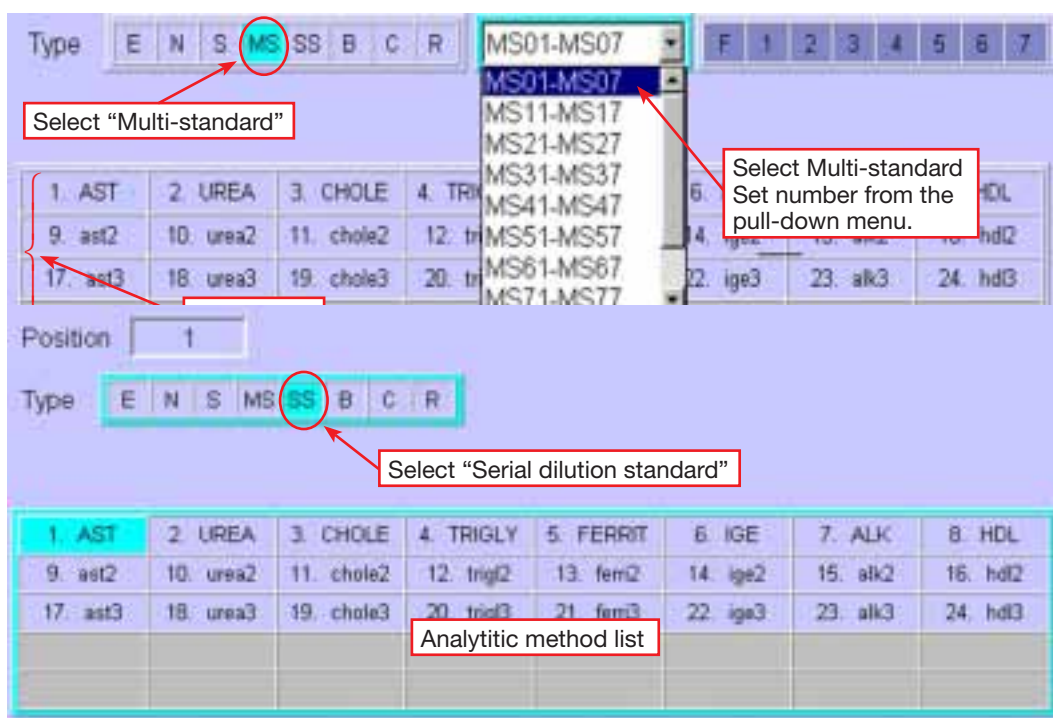 Type E N S MS SS B C R MS01-MS07 F 1 2 3 4 5 6 7
MS01-MS07
Select “Multi-standard”
MS11-MS17
MS21-MS27
MS31-MS37
Select Multi-standard
Set number from the
pull-down menu.
1. AST 2. UREA 3. CHOLE 4. MS41-MS47 6.
9. ast2 10. urea2 11. chole2 12. MS51-MS57 hdl2
MS61-MS67
17. ast3 18. urea3 19. chole3 20. 22. ige3 23. alk3 24. hdl3
MS71-MS77
Position 1
Type E N S MS SS B C R
Select “Serial dilution standard”
1. AST 2. UREA 3. CHOLE 4. TRIGLY 5. FERRIT 6. IGE 7. ALK 8. HDL
9. ast2 10. urea2 11. chole2 12. trigl2 13. ferri2 14. ige2 15. alk2 16. hdl2
17. ast3 18. urea3 19. chole3 20. trigl3 21. ferri3 22. ige3 23. alk3 24. hdl3
Analytitic method list